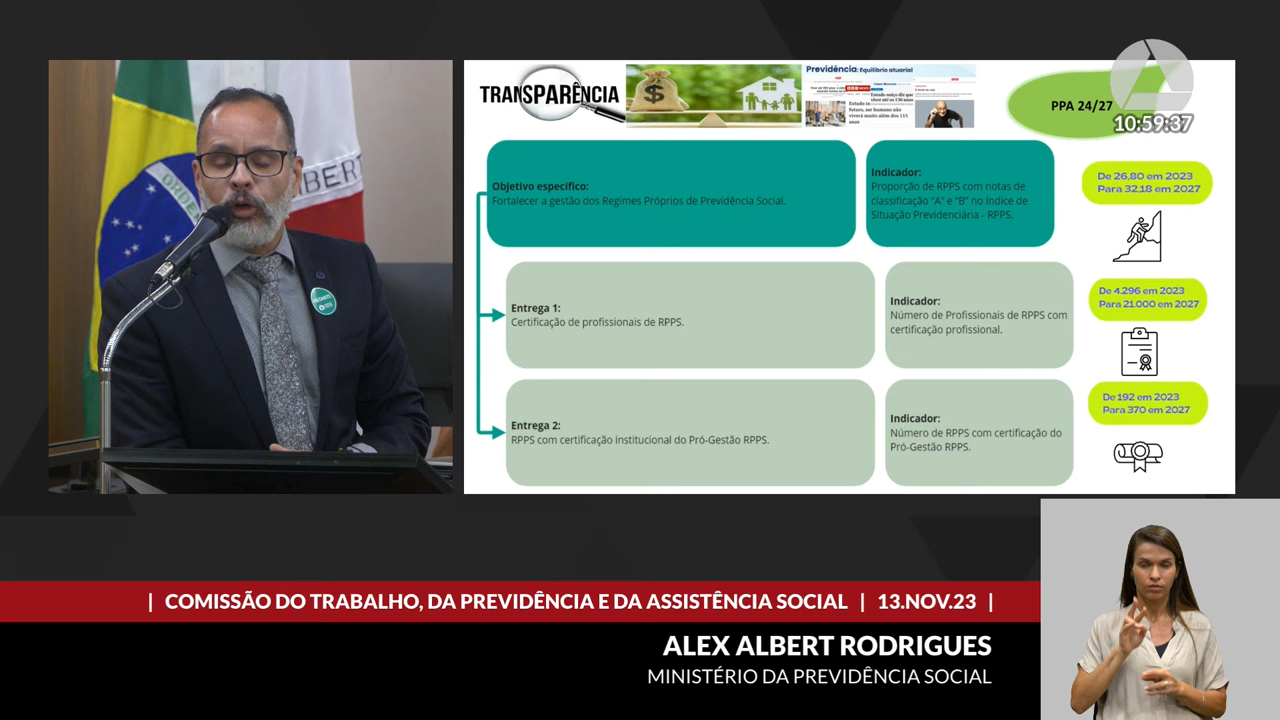 TRANSPARÊNCIA
$
Previdência: Equilíbrio atuarial
PPA 24/27
10:59:37
Objetivo específico:
Fortalecer a gestão dos Regimes Próprios de Previdência Social.
Indicador:
Proporção de RPPS com notas de
classificação “A” e “B” no Índice de
Situação Previdenciária - RPPS.
De 26,80 em 2023
Para 32,18 em 2027
Entrega 1:
Certificação de profissionais de RPPS.
Indicador:
Número de Profissionais de RPPS com
certificação profissional.
De 4.296 em 2023
Para 21.000 em 2027
Entrega 2:
RPPS com certificação institucional do Pró-Gestão RPPS.
Indicador:
Número de RPPS com certificação do
Pró-Gestão RPPS.
De 192 em 2023
Para 370 em 2027
| COMISSÃO DO TRABALHO, DA PREVIDÊNCIA E DA ASSISTÊNCIA SOCIAL | 13.NOV.23 |
ALEX ALBERT RODRIGUES
MINISTÉRIO DA PREVIDÊNCIA SOCIAL